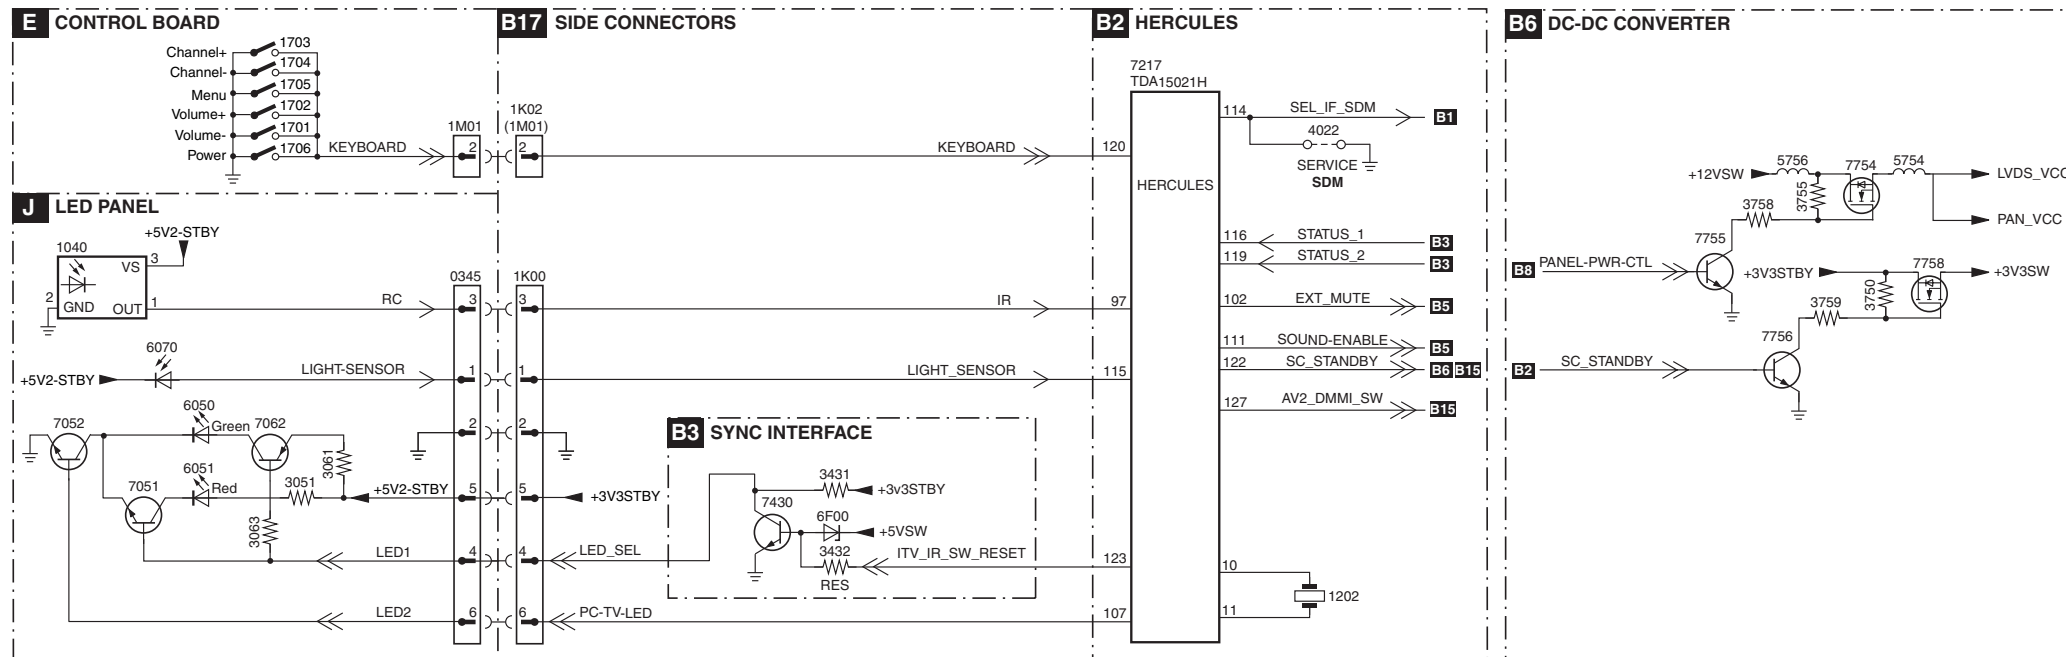 E CONTROL BOARD
Channel+ 1703
Channel- 1704
Menu 1705
Volume+ 1702
Volume- 1701
Power 1706
KEYBOARD
1M01
2
B17 SIDE CONNECTORS
1K02
(1M01)
2
KEYBOARD
B2 HERCULES
7217
TDA15021H
HERCULES
120
114 SEL_IF_SDM B1
4022
SERVICE
SDM
116 STATUS_1 B3
119 STATUS_2 B3
102 EXT_MUTE B5
111 SOUND-ENABLE B5
122 SC_STANDBY B6 B15
127 AV2_DMMI_SW B15
10
11
1202
J LED PANEL
+5V2-STBY
1040
VS 3
2 GND OUT 1
RC
0345
1K00
3 3 IR 97
6070
+5V2-STBY LIGHT-SENSOR 1 1 LIGHT_SENSOR 115
7052
6050
Green
7062
3061
2 2
6051
Red
7051
3051
+5V2-STBY 5 5 +3V3STBY
3063
LED1 4 4 LED_SEL
LED2 6 6 PC-TV-LED 107
B3 SYNC INTERFACE
3431
+3v3STBY
7430
6F00
+5VSW
3432
RES
ITV_IR_SW_RESET 123
B6 DC-DC CONVERTER
+12VSW
5756
3755
7754
5754
LVDS_VCC
PAN_VCC
3758
7755
B8 PANEL-PWR-CTL
+3V3STBY
3750
7758
+3V3SW
3759
7756
B2 SC_STANDBY